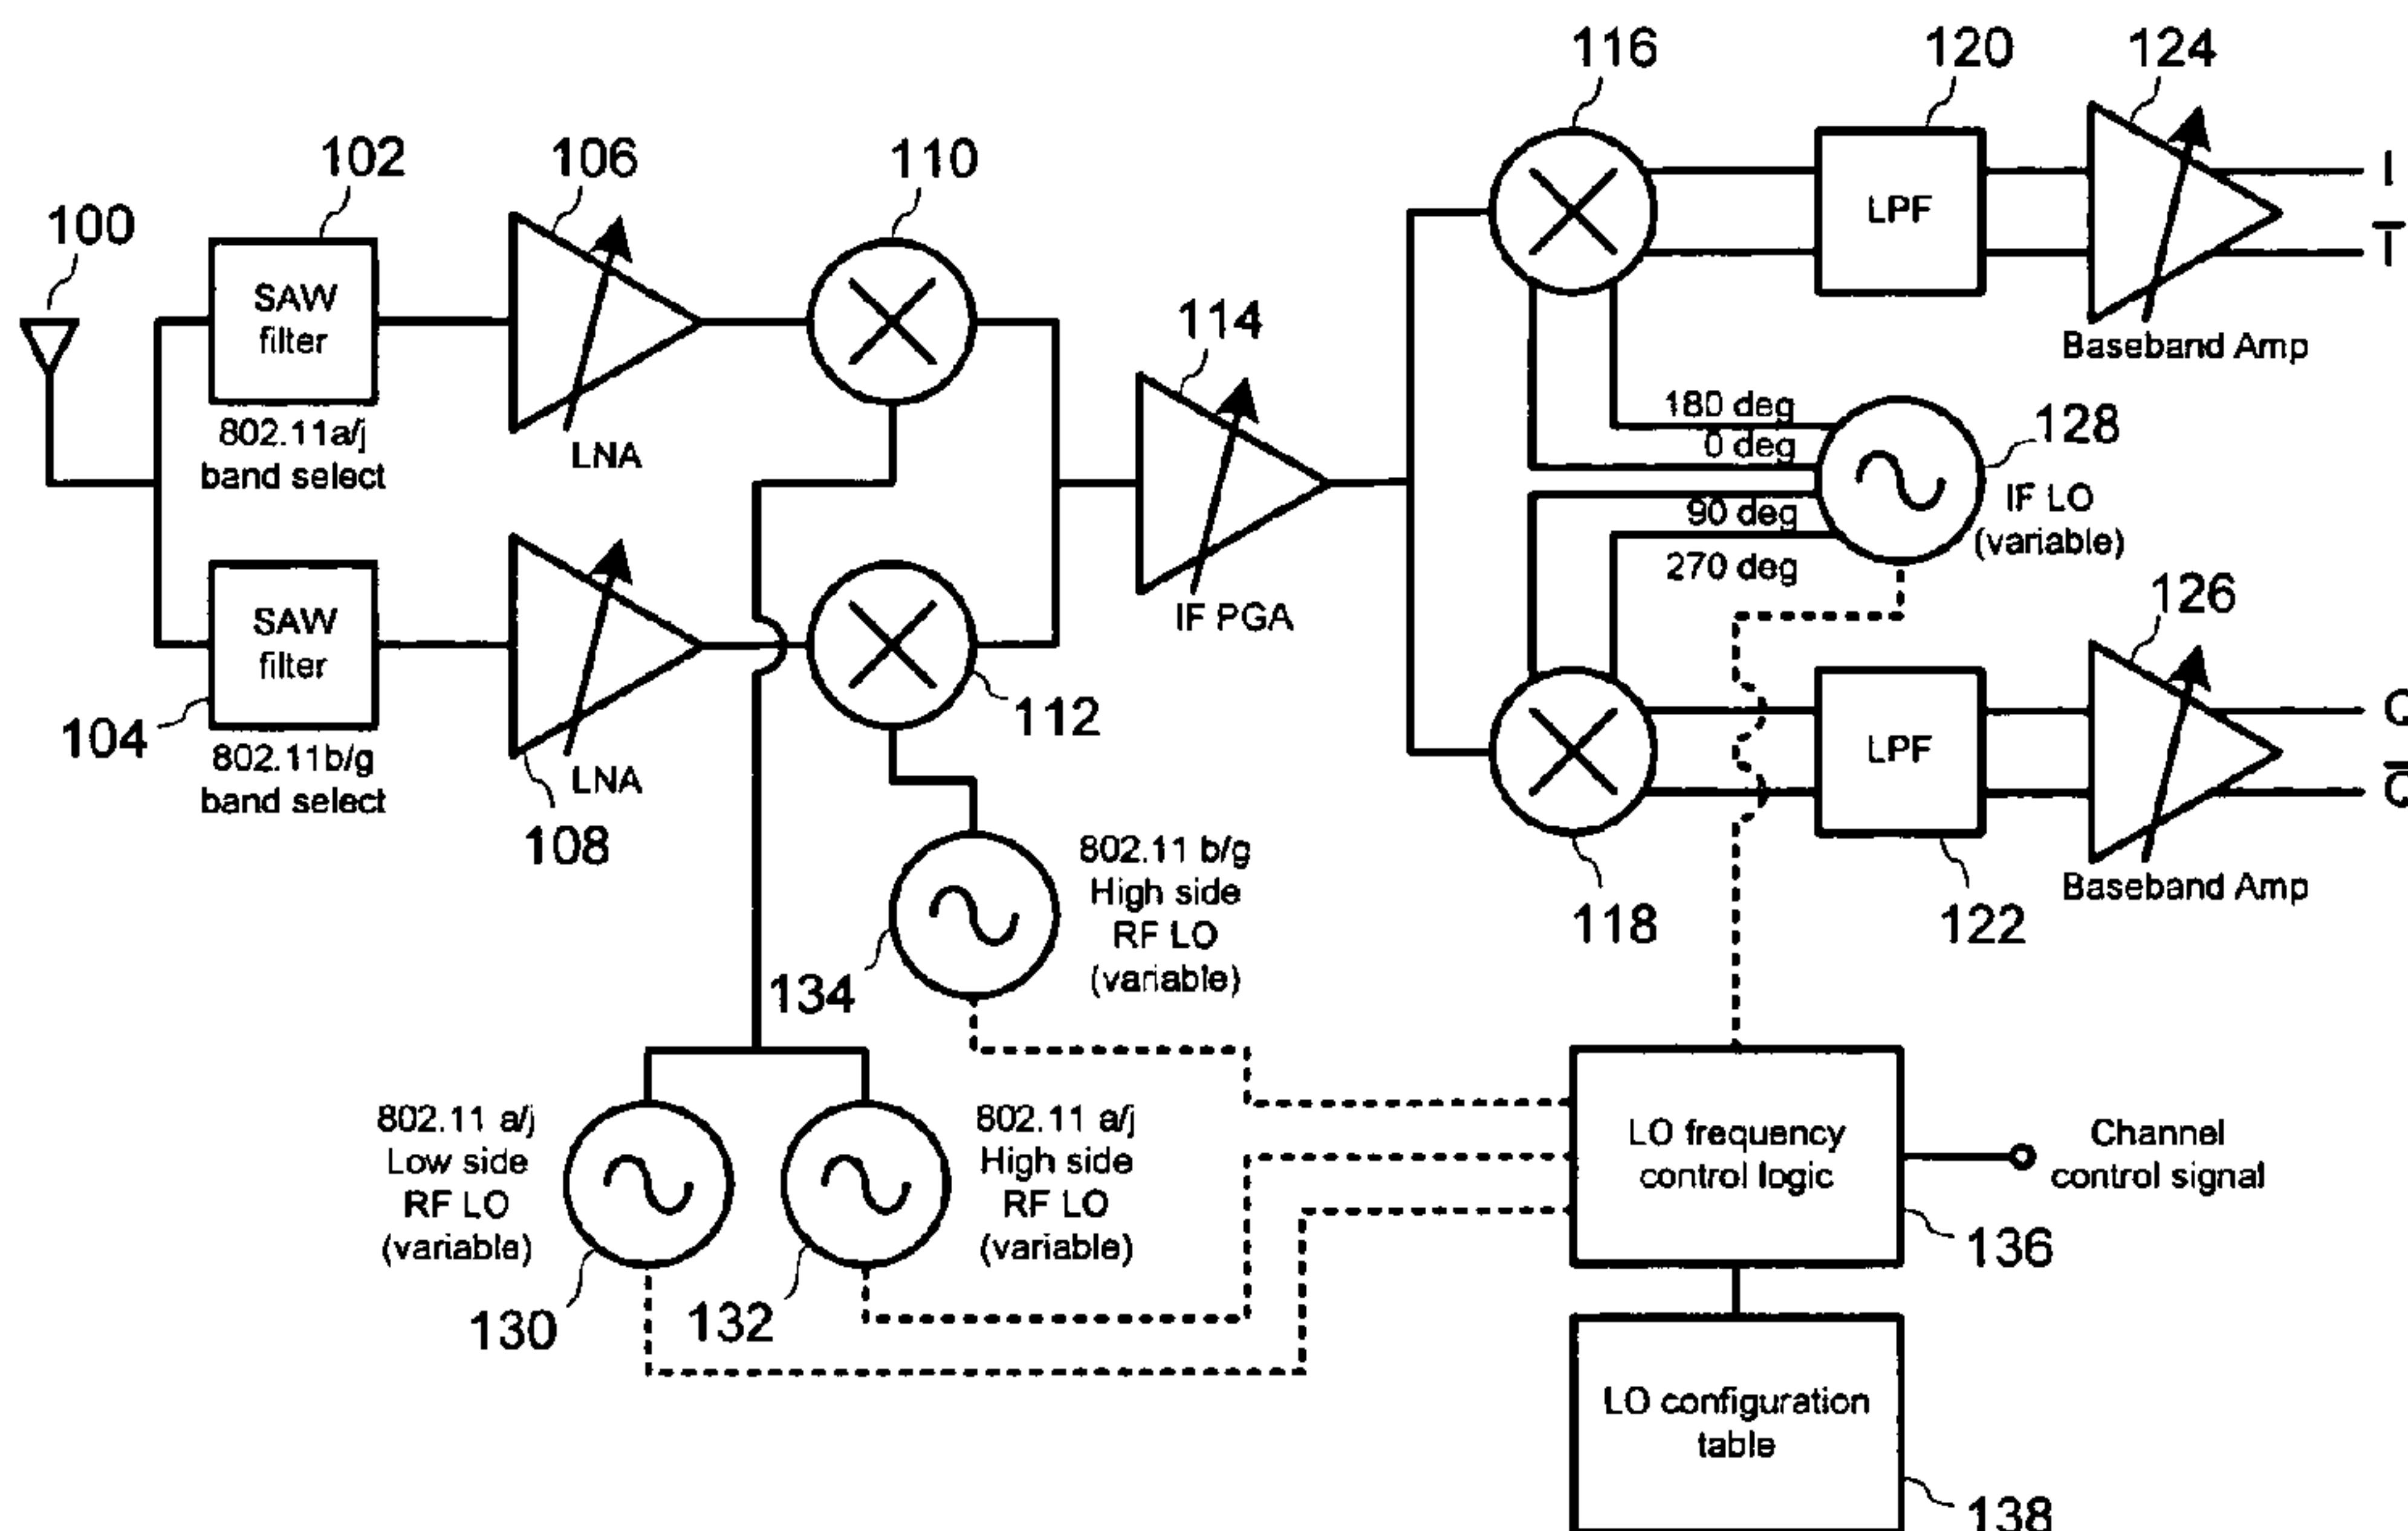 116
120
124
102
106
110
100
SAW
filter
802.11a/j
band select
LNA
114
IF PGA
LPF
I
I
Baseband Amp
180 deg
0 deg
90 deg
270 deg
128
IF LO
(variable)
126
SAW
filter
104
802.11b/g
band select
LNA
108
112
LPF
Q
Q
Baseband Amp
118
122
802.11 b/g
High side
RF LO
(variable)
134
802.11 a/j
Low side
RF LO
(variable)
130
802.11 a/j
High side
RF LO
(variable)
132
LO frequency
control logic
Channel
control signal
136
LO configuration
table
138